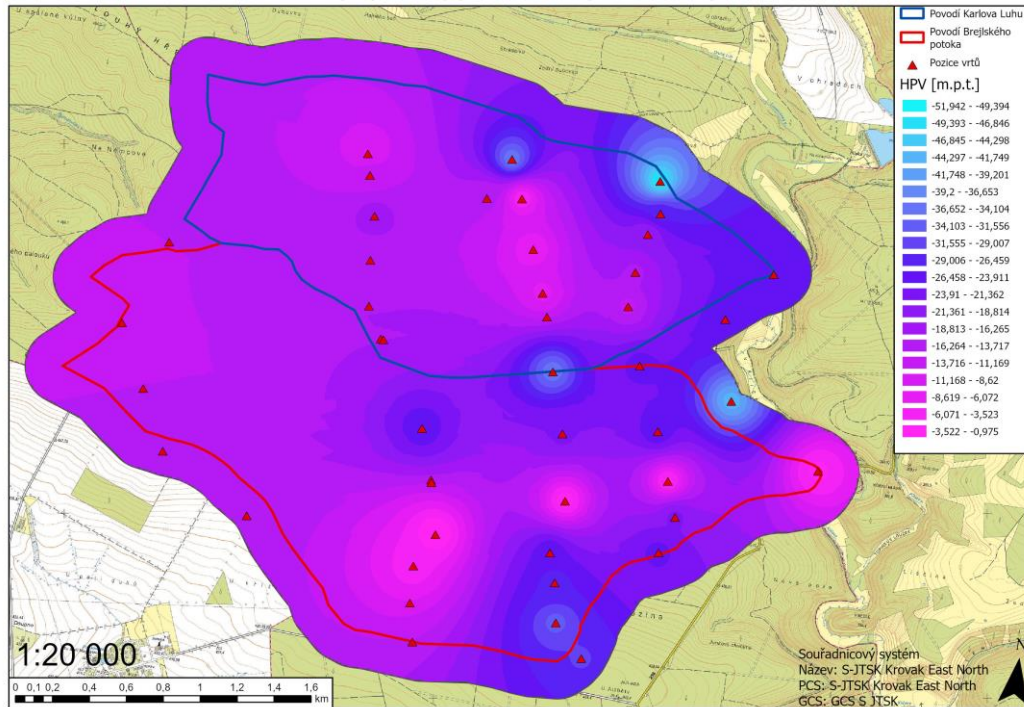 Povodí Karlova Luhu
Povodí Brejlského
potoka
Pozice vrtů
HPV [m.p.t.]
-51,942 - -49,394
-49,393 - -46,846
-46,845 - -44,298
-44,297 - -41,749
-41,748 - -39,201
-39,2 - -36,653
-36,652 - -34,104
-34,103 - -31,556
-31,555 - -29,007
-29,006 - -26,459
-26,458 - -23,911
-23,91 - -21,362
-21,361 - -18,814
-18,813 - -16,265
-16,264 - -13,717
-13,716 - -11,169
-11,168 - -8,62
-8,619 - -6,072
-6,071 - -3,523
-3,522 - -0,975
1:20 000
0 0,1 0,2 0,4 0,6 0,8 1 1,2 1,4 1,6
km
Souřadnicový systém
Název: S-JTSK Krovak East North
PCS: S-JTSK Krovak East North
GCS: GCS S JTSK
N